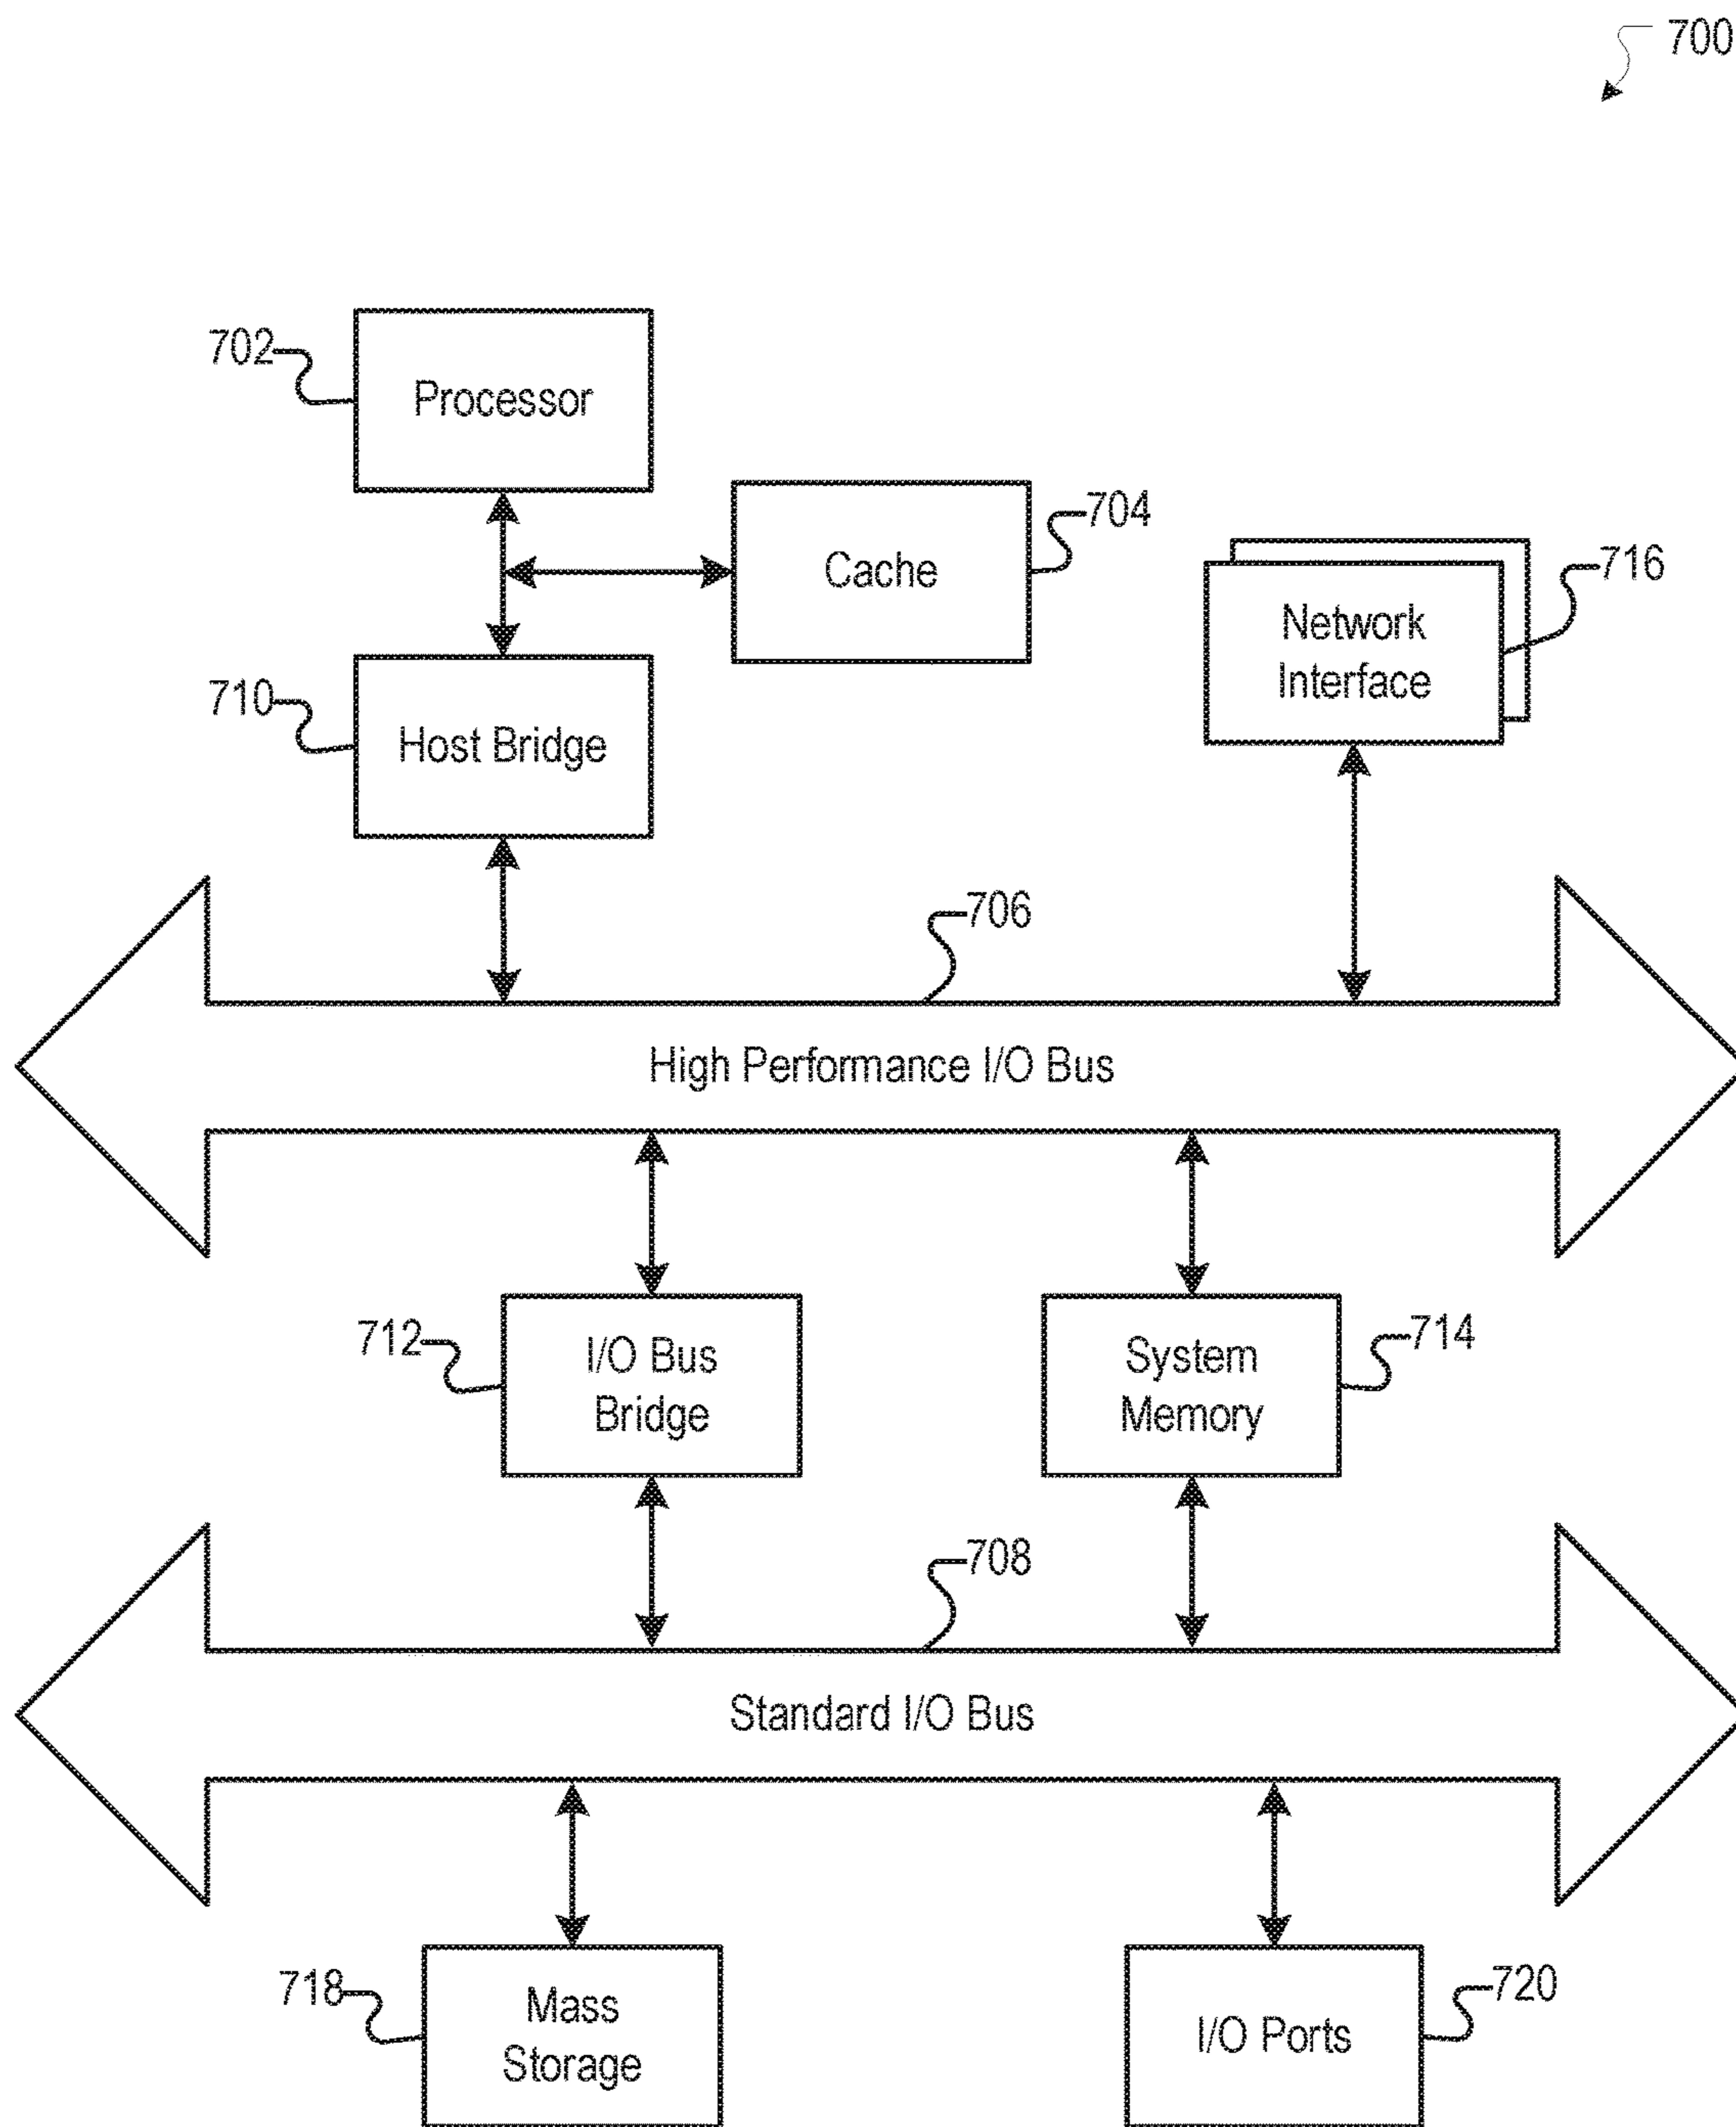 700
702
Processor
704
Cache
716
Network
Interface
710
Host Bridge
706
High Performance I/O Bus
712
I/O Bus
Bridge
System
Memory
714
708
Standard I/O Bus
718
Mass
Storage
I/O Ports
720